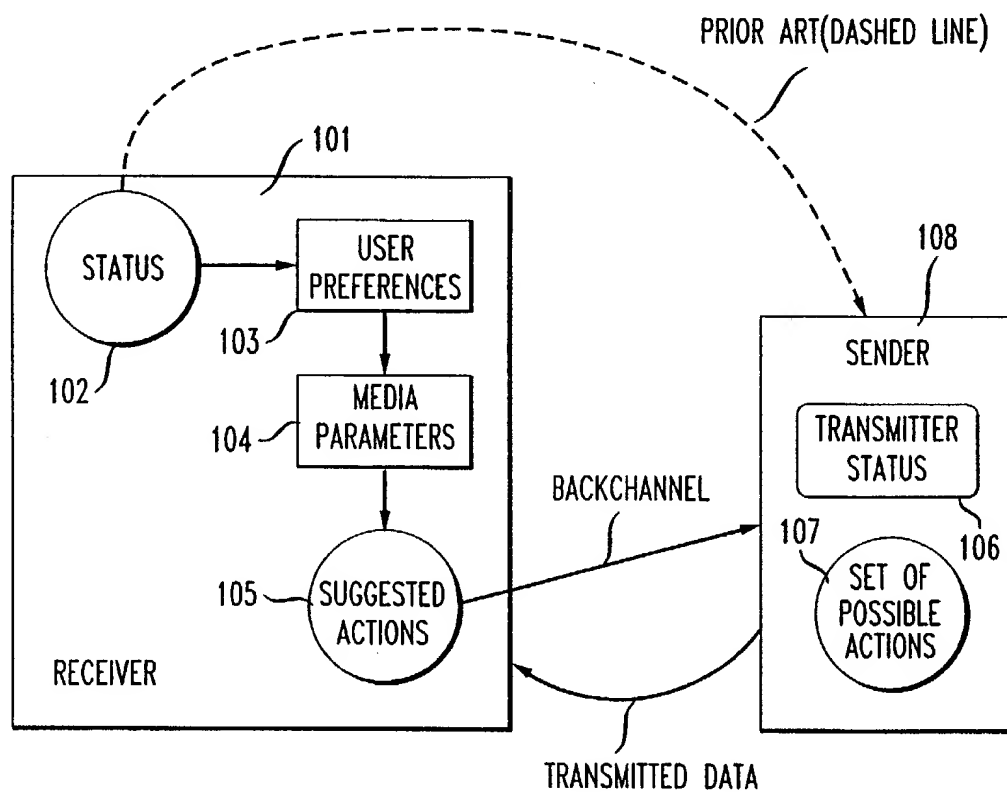 PRIOR ART(DASHED LINE)
101
STATUS
USER
PREFERENCES
102
103
MEDIA
PARAMETERS
104
105
SUGGESTED
ACTIONS
RECEIVER
BACKCHANNEL
TRANSMITTED DATA
108
SENDER
TRANSMITTER
STATUS
106
107
SET OF
POSSIBLE
ACTIONS